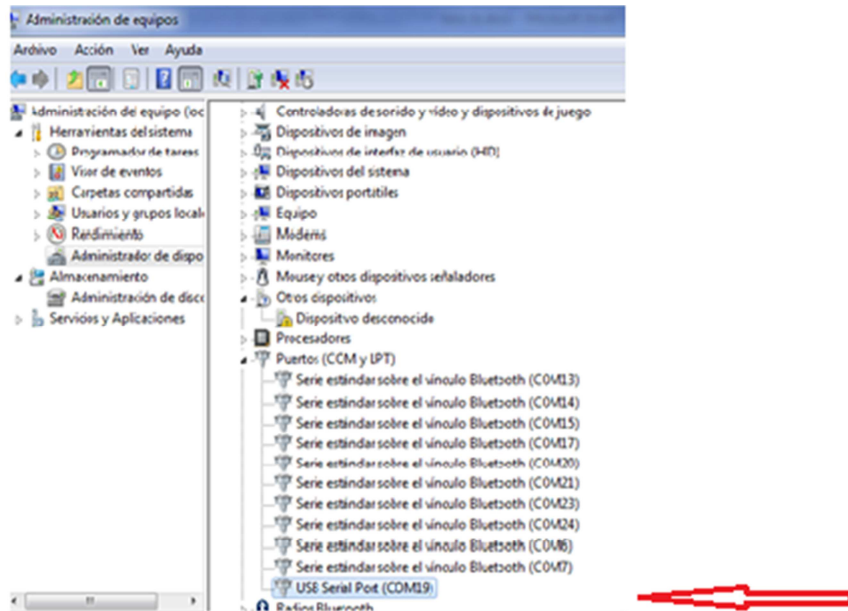 Administración de equipos
Archivo Acción Ver Ayuda
Administración del equipo (loc
Herramientas del sistema
Programador de tareas
Visor de eventos
Carpetas compartidas
Usuarios y grupos local
Rendimiento
Administrador de dispo
Almacenamiento
Administración de disco
Servicios y Aplicaciones
Controladoras de sonido y vídeo y dispositivos de juego
Dispositivos de imagen
Dispositivos de interfaz de usuario (HID)
Dispositivos del sistema
Dispositivos portátiles
Equipo
Módems
Monitores
Mouse y otros dispositivos señaladores
Otros dispositivos
Dispositivo desconocido
Procesadores
Puertos (COM y LPT)
Serie estándar sobre el vínculo Bluetooth (COM13)
Serie estándar sobre el vínculo Bluetooth (COM14)
Serie estándar sobre el vínculo Bluetooth (COM15)
Serie estándar sobre el vínculo Bluetooth (COM17)
Serie estándar sobre el vínculo Bluetooth (COM20)
Serie estándar sobre el vínculo Bluetooth (COM21)
Serie estándar sobre el vínculo Bluetooth (COM23)
Serie estándar sobre el vínculo Bluetooth (COM24)
Serie estándar sobre el vínculo Bluetooth (COM6)
Serie estándar sobre el vínculo Bluetooth (COM7)
USB Serial Port (COM19)
Radios Bluetooth